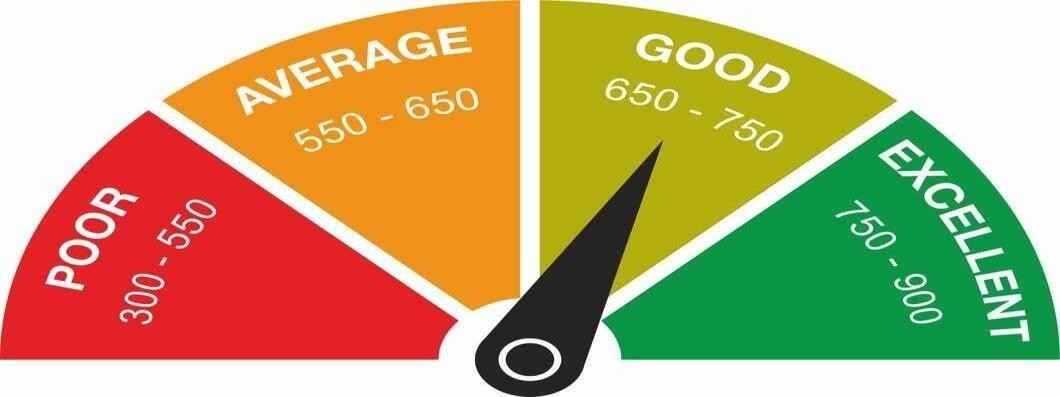 POOR
300 - 550
AVERAGE
550 - 650
GOOD
650 - 750
EXCELLENT
750 - 900